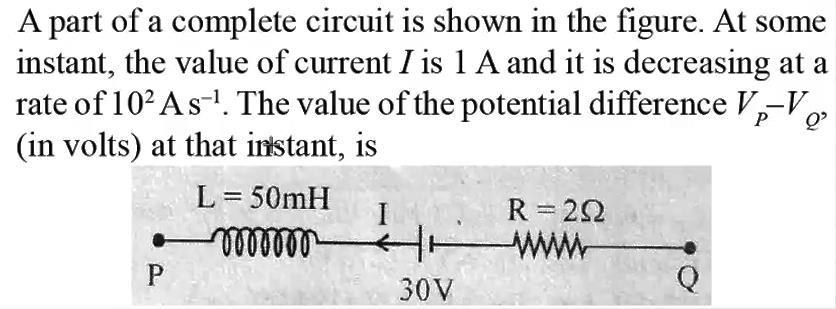 A part of a complete circuit is shown in the figure. At some
instant, the value of current I is 1 A and it is decreasing at a
rate of 10² A s⁻¹. The value of the potential difference V_P–V_Q,
(in volts) at that instant, is
L = 50mH I R = 2Ω
P 30V Q